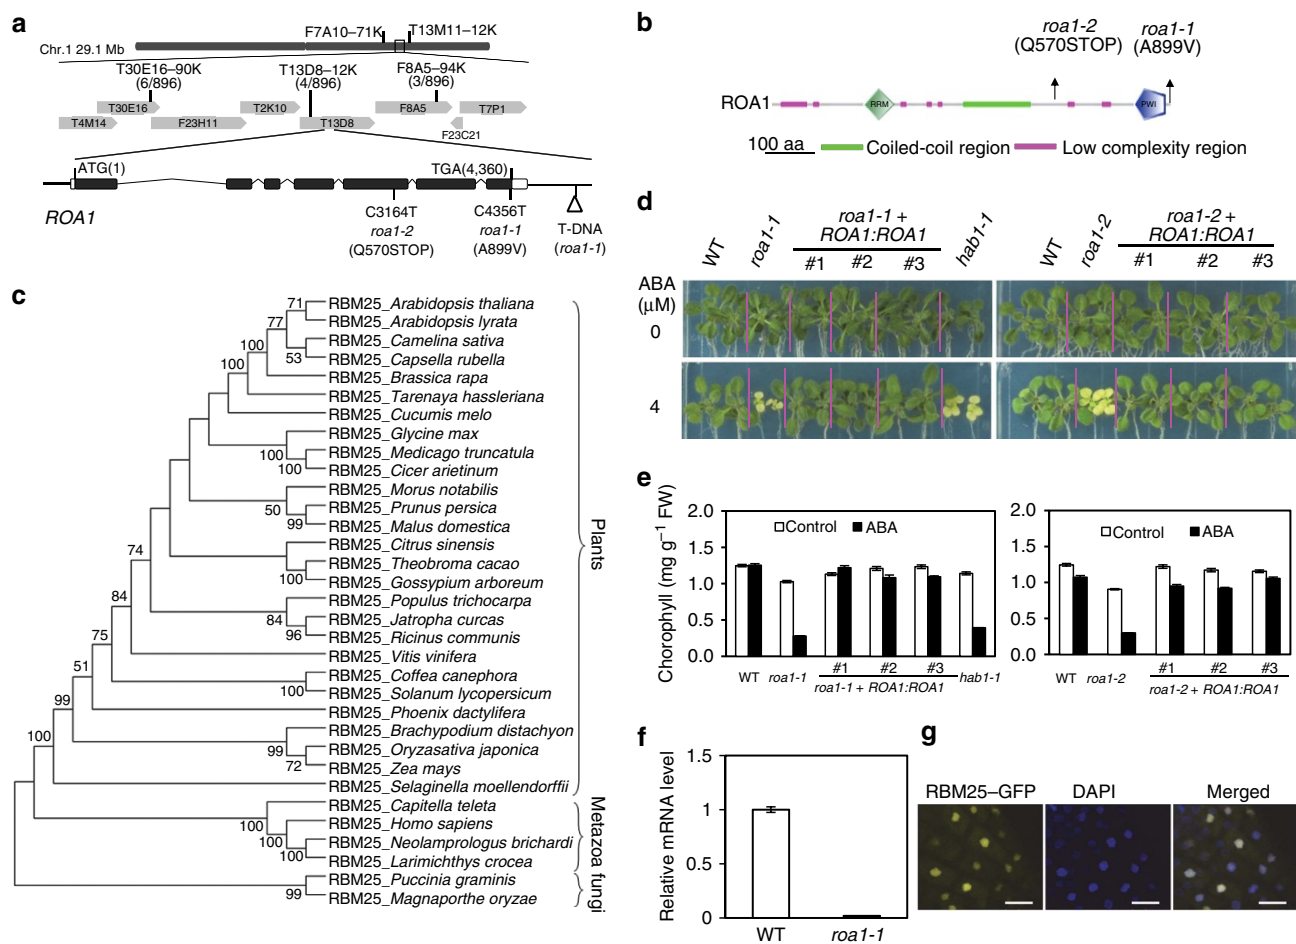 a
F7A10–71K T13M11–12K
Chr.1 29.1 Mb
T30E16–90K T13D8–12K F8A5–94K
(6/896) (4/896) (3/896)
T30E16 T2K10 F8A5 T7P1
T4M14 F23H11 T13D8 F23C21
ATG(1) TGA(4,360)
ROA1
C3164T C4356T T-DNA
roa1-2 roa1-1 (roa1-1)
(Q570STOP) (A899V)
b
roa1-2 roa1-1
(Q570STOP) (A899V)
ROA1 RRM PWI
100 aa Coiled-coil region Low complexity region
c
71
RBM25_Arabidopsis thaliana
77
RBM25_Arabidopsis lyrata
RBM25_Camelina sativa
100
53
RBM25_Capsella rubella
100
RBM25_Brassica rapa
RBM25_Tarenaya hassleriana
RBM25_Cucumis melo
RBM25_Glycine max
100
RBM25_Medicago truncatula
100
RBM25_Cicer arietinum
RBM25_Morus notabilis
50
RBM25_Prunus persica
99
RBM25_Malus domestica
RBM25_Citrus sinensis
74
RBM25_Theobroma cacao
100
RBM25_Gossypium arboreum
84
RBM25_Populus trichocarpa
84
RBM25_Jatropha curcas
96
RBM25_Ricinus communis
75
RBM25_Vitis vinifera
51
RBM25_Coffea canephora
100
RBM25_Solanum lycopersicum
99
RBM25_Phoenix dactylifera
RBM25_Brachypodium distachyon
100
99
RBM25_Oryzasativa japonica
72
RBM25_Zea mays
RBM25_Selaginella moellendorffii
RBM25_Capitella teleta
100
RBM25_Homo sapiens
100
RBM25_Neolamprologus brichardi
100
RBM25_Larimichthys crocea
RBM25_Puccinia graminis
99
RBM25_Magnaporthe oryzae
Plants
Metazoa fungi
d
WT roa1-1 roa1-1 + ROA1:ROA1 hab1-1 WT roa1-2 roa1-2 + ROA1:ROA1
#1 #2 #3 #1 #2 #3
ABA
(µM)
0
4
e
Chorophyll (mg g⁻¹ FW)
2.0
1.5
1.0
0.5
0.0
Control ABA
WT roa1-1 #1 #2 #3 hab1-1
roa1-1 + ROA1:ROA1
2.0
1.5
1.0
0.5
0.0
Control ABA
WT roa1-2 #1 #2 #3
roa1-2 + ROA1:ROA1
f
Relative mRNA level
1.5
1
0.5
0
WT roa1-1
g
RBM25–GFP DAPI Merged